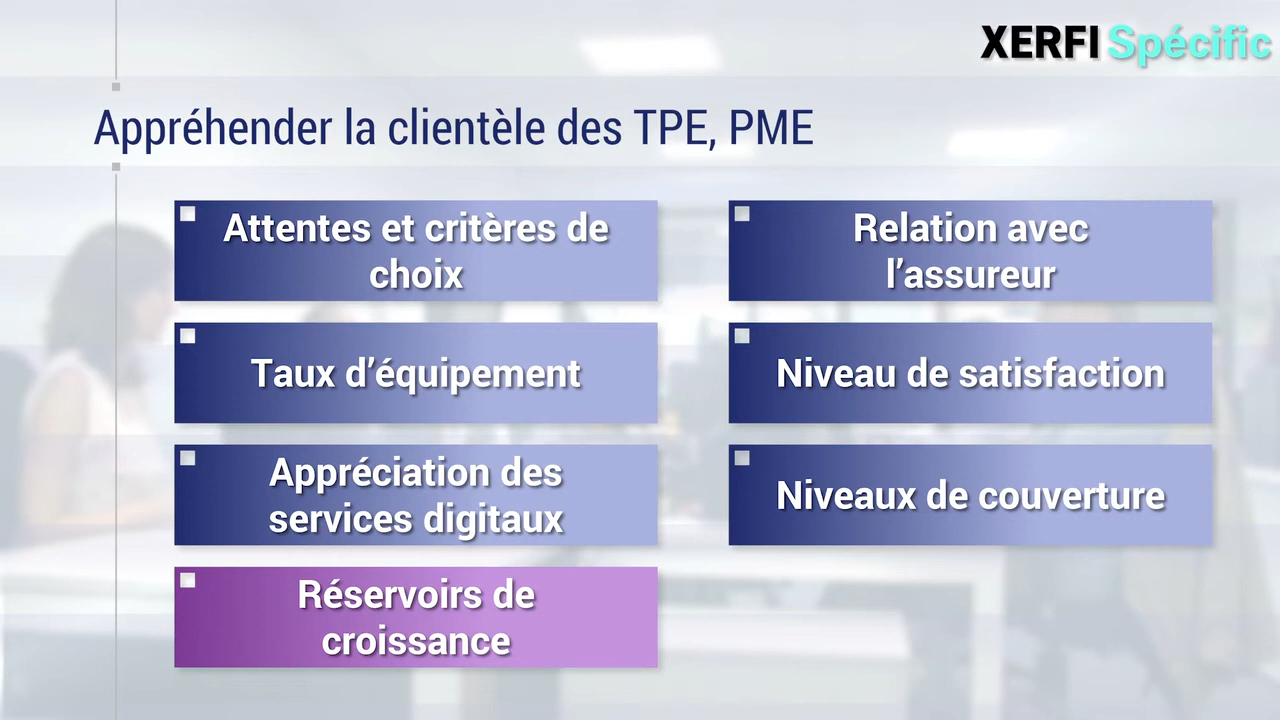 XERFI Spécific
Appréhender la clientèle des TPE, PME
Attentes et critères de
choix
Relation avec
l’assureur
Taux d’équipement
Niveau de satisfaction
Appréciation des
services digitaux
Niveaux de couverture
Réservoirs de
croissance